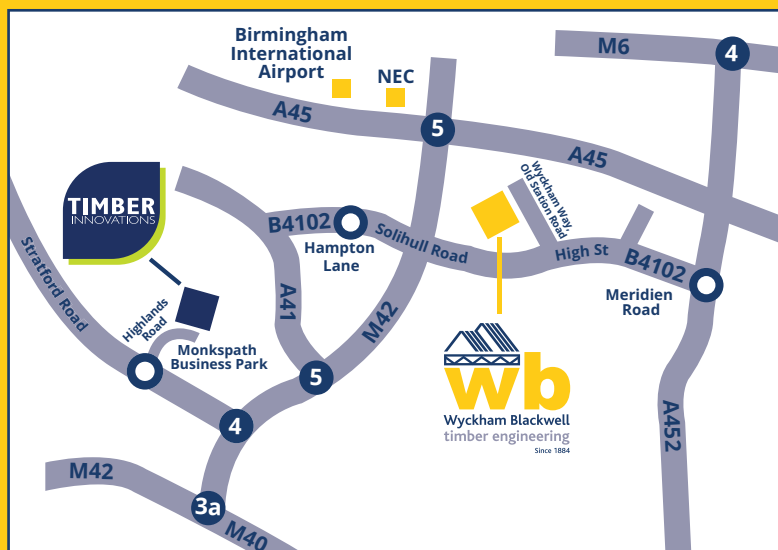 Birmingham
International
Airport
NEC
M6
4
A45
5
A45
TIMBER
INNOVATIONS
Wyckham Way,
Old Station Road
B4102
Hampton
Lane
Solihull Road
High St
B4102
Meridien
Road
Stratford Road
Highlands
Road
Monkspath
Business Park
A41
M42
5
4
wb
Wyckham Blackwell
timber engineering
Since 1884
A452
M42
3a
M40